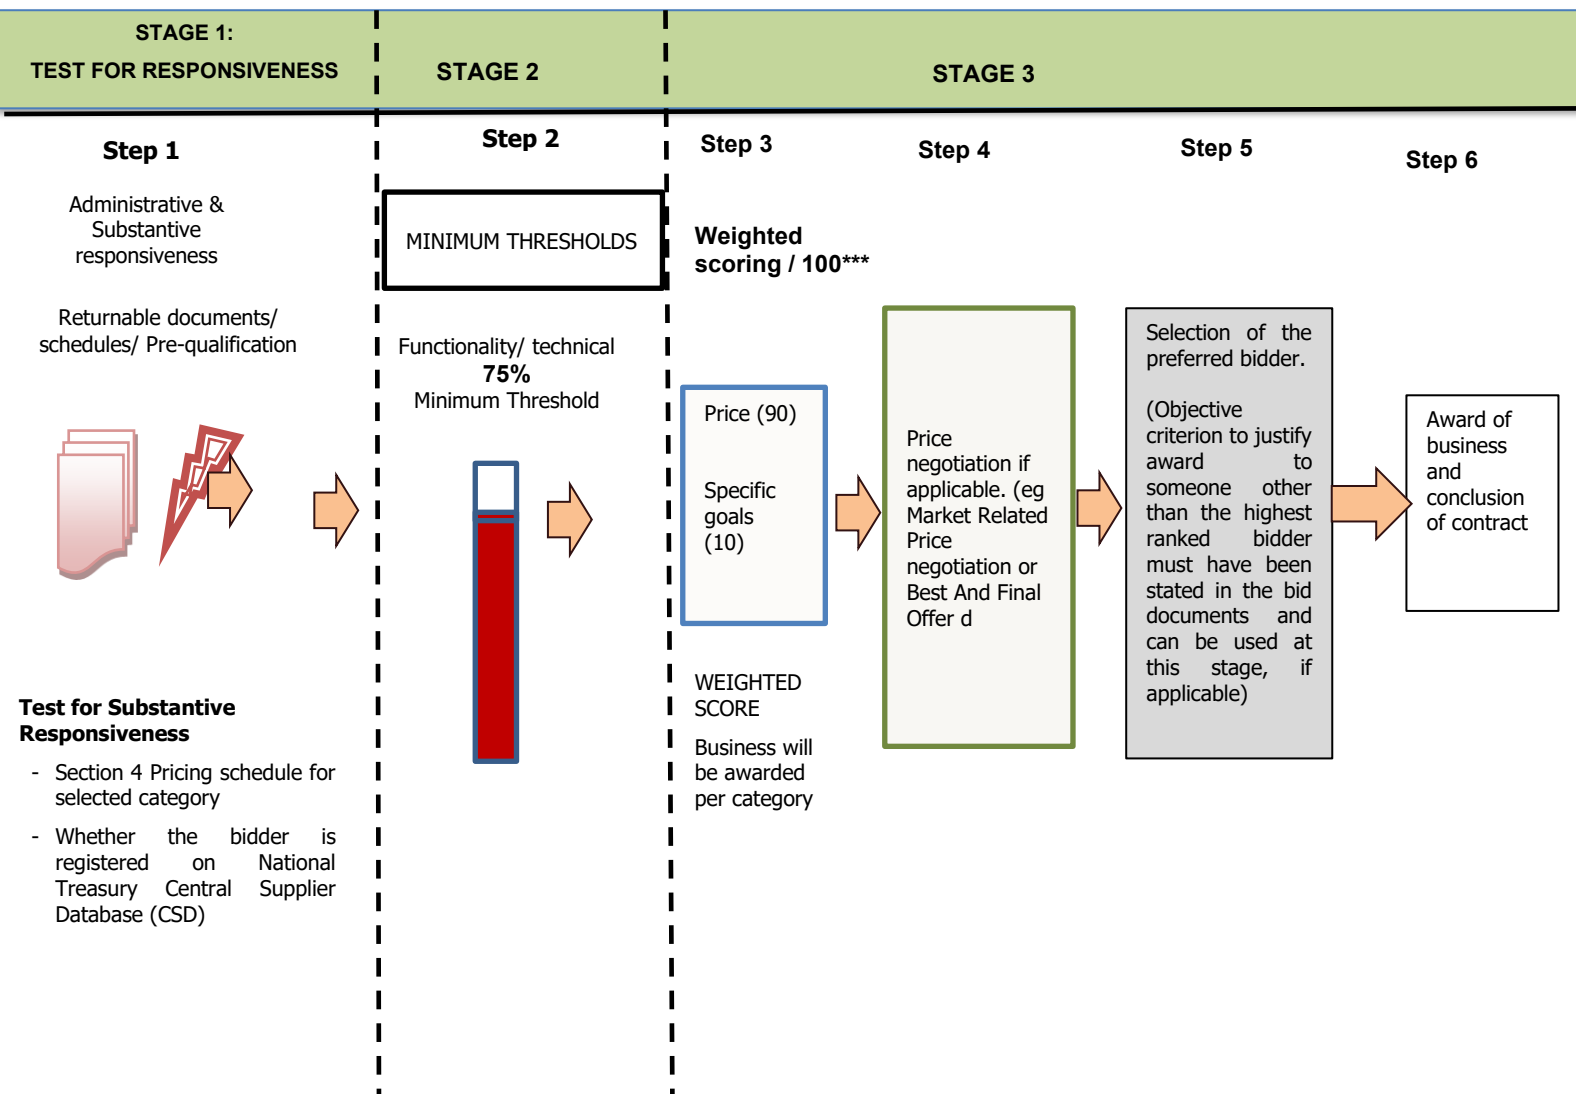 STAGE 1:
TEST FOR RESPONSIVENESS
STAGE 2
STAGE 3
Step 1
Administrative &
Substantive
responsiveness
Returnable documents/
schedules/ Pre-qualification
Test for Substantive
Responsiveness
- Section 4 Pricing schedule for
selected category
- Whether the bidder is
registered on National
Treasury Central Supplier
Database (CSD)
Step 2
MINIMUM THRESHOLDS
Functionality/ technical
75%
Minimum Threshold
Step 3
Weighted
scoring / 100***
Price (90)
Specific
goals
(10)
WEIGHTED
SCORE
Business will
be awarded
per category
Step 4
Price
negotiation if
applicable. (eg
Market Related
Price
negotiation or
Best And Final
Offer d
Step 5
Selection of the
preferred bidder.
(Objective
criterion to justify
award to
someone other
than the highest
ranked bidder
must have been
stated in the bid
documents and
can be used at
this stage, if
applicable)
Step 6
Award of
business
and
conclusion
of contract